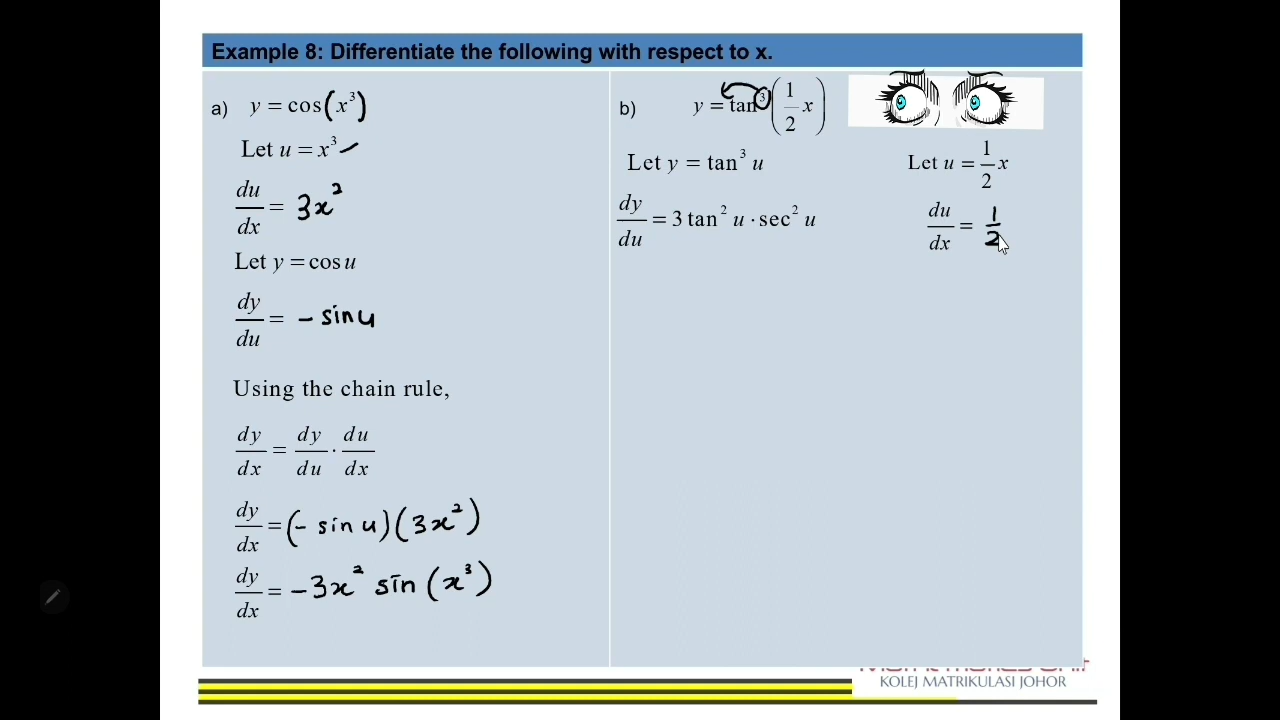 Example 8: Differentiate the following with respect to x.
a) y = cos(x³)
Let u = x³
du/dx = 3x²
Let y = cos u
dy/du = - sin u
Using the chain rule,
dy/dx = dy/du · du/dx
dy/dx = (- sin u)(3x²)
dy/dx = -3x² sin (x³)
b) y = tan³(1/2 x)
Let y = tan³ u
dy/du = 3 tan² u · sec² u
Let u = 1/2 x
du/dx = 1/2
KOLEJ MATRIKULASI JOHOR